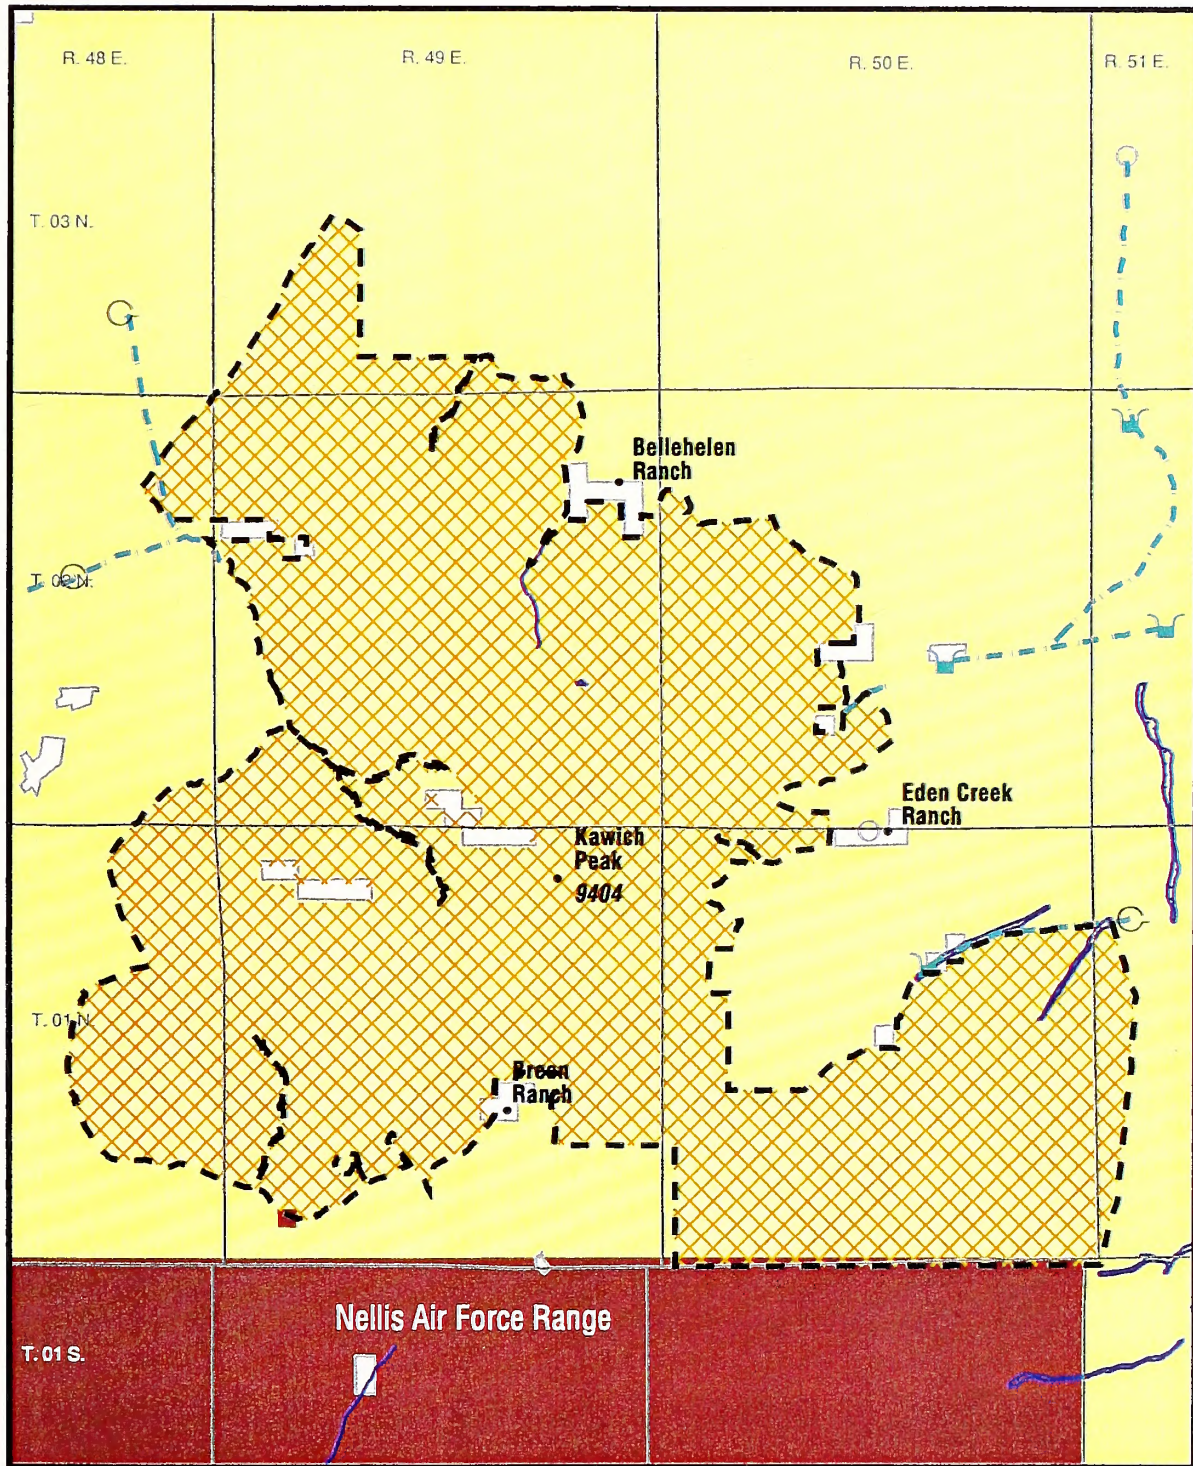 R. 48 E.
R. 49 E.
R. 50 E.
R. 51 E.
T. 03 N.
Bellehelen
Ranch
T. 02 N.
Eden Creek
Ranch
Kawich
Peak
9404
T. 01 N.
Breen
Ranch
Nellis Air Force Range
T. 01 S.